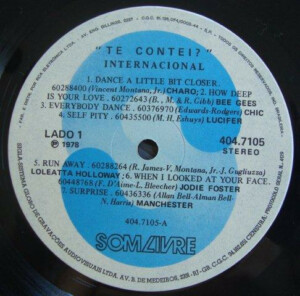 "TE CONTEI?"
INTERNACIONAL
1. DANCE A LITTLE BIT CLOSER.
60288400 (Vincent Montana, Jr.) CHARO; 2. HOW DEEP
IS YOUR LOVE. 60272643 (B., M. & R. Gibb) BEE GEES
3. EVERYBODY DANCE. 60376970 (Edwards-Rodgers) CHIC
4. SELF PITY. 60435500 (M. H. Eshuys) LUCIFER
LADO 1
℗ 1978
404.7105
STEREO
5. RUN AWAY: 60288264 (R. James-V. Montana, Jr-J. Gugliuzza)
LOLEATTA HOLLOWAY; 6. WHEN I LOOKED AT YOUR FACE.
60448768 (F. D'Aime-L. Bleecher) JODIE FOSTER
7. SURPRISE. 60436336 (Allan Bell-Alman Bell-
N. Harris) MANCHESTER
404.7105-A
SOM LIVRE